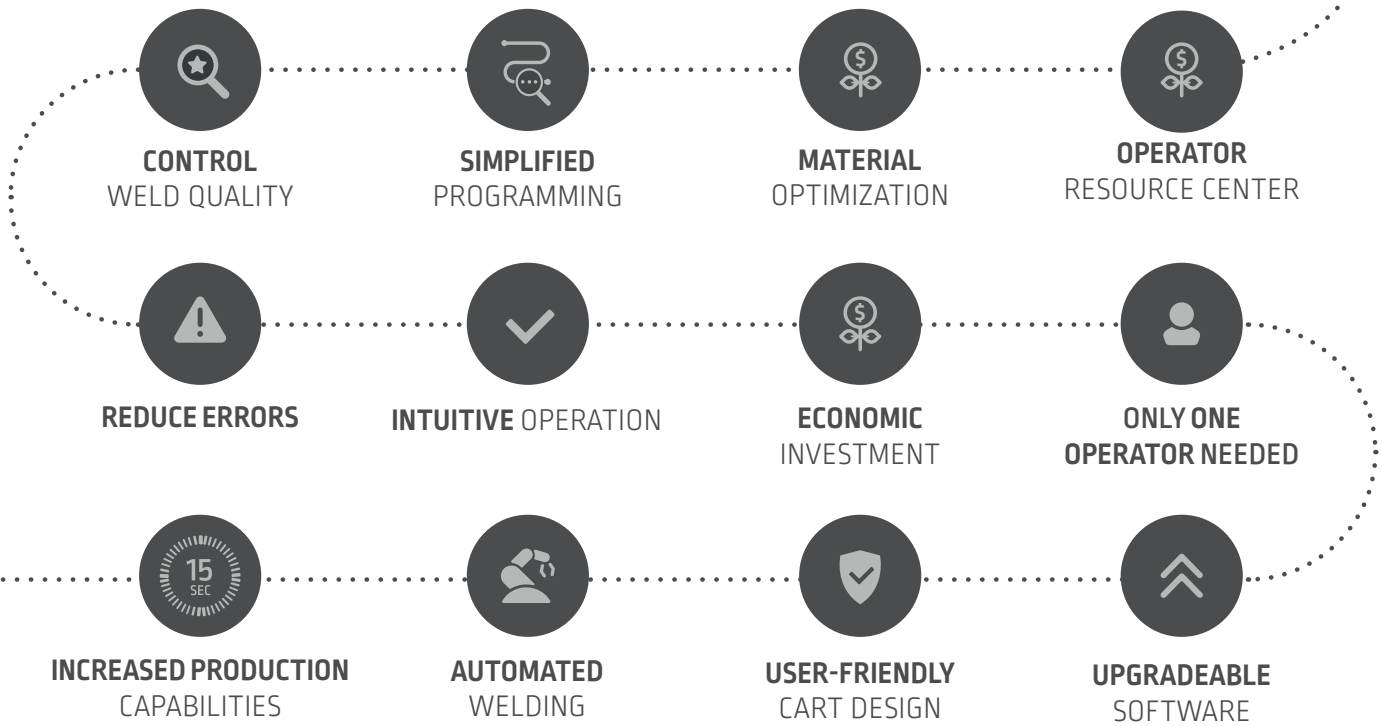 CONTROL
WELD QUALITY
SIMPLIFIED
PROGRAMMING
$
MATERIAL
OPTIMIZATION
$
OPERATOR
RESOURCE CENTER
REDUCE ERRORS
INTUITIVE OPERATION
$
ECONOMIC
INVESTMENT
ONLY ONE
OPERATOR NEEDED
15
SEC
INCREASED PRODUCTION
CAPABILITIES
AUTOMATED
WELDING
USER-FRIENDLY
CART DESIGN
UPGRADEABLE
SOFTWARE